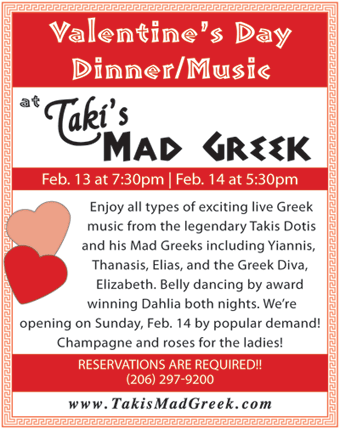 Valentine's Day
Dinner/Music
at Taki's
MAD GREEK
Feb. 13 at 7:30pm | Feb. 14 at 5:30pm
Enjoy all types of exciting live Greek
music from the legendary Takis Dotis
and his Mad Greeks including Yiannis,
Thanasis, Elias, and the Greek Diva,
Elizabeth. Belly dancing by award
winning Dahlia both nights. We're
opening on Sunday, Feb. 14 by popular demand!
Champagne and roses for the ladies!
RESERVATIONS ARE REQUIRED!!
(206) 297-9200
www.TakisMadGreek.com